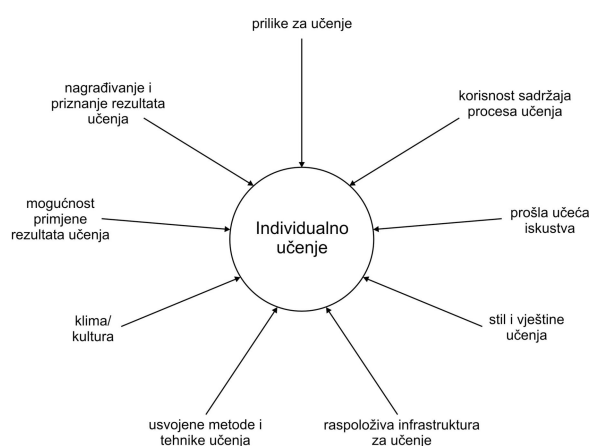 prilike za učenje
nagrađivanje i
priznanje rezultata
učenja
korisnost sadržaja
procesa učenja
mogućnost
primjene
rezultata učenja
Individualno
učenje
prošla učeća
iskustva
klima/
kultura
stil i vještine
učenja
usvojene metode i
tehnike učenja
raspoloživa infrastruktura
za učenje